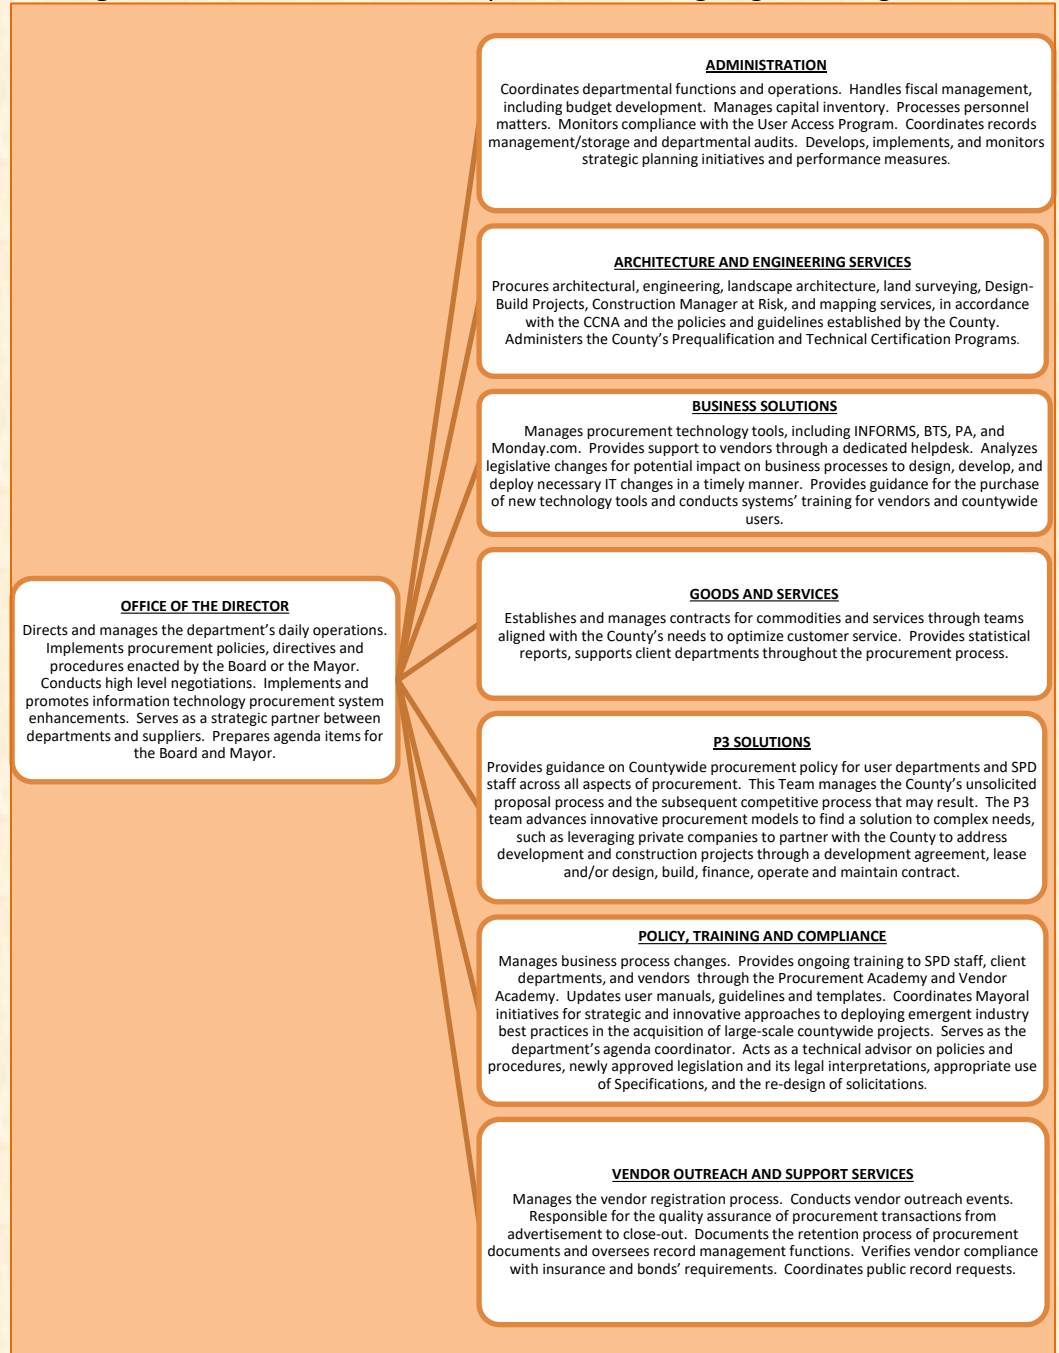 ADMINISTRATION
Coordinates departmental functions and operations.  Handles fiscal management,
including budget development.  Manages capital inventory.  Processes personnel
matters.  Monitors compliance with the User Access Program.  Coordinates records
management/storage and departmental audits.  Develops, implements, and monitors
strategic planning initiatives and performance measures.
ARCHITECTURE AND ENGINEERING SERVICES
Procures architectural, engineering, landscape architecture, land surveying, Design-
Build Projects, Construction Manager at Risk, and mapping services, in accordance
with the CCNA and the policies and guidelines established by the County.
Administers the County's Prequalification and Technical Certification Programs.
BUSINESS SOLUTIONS
Manages procurement technology tools, including INFORMS, BTS, PA, and
Monday.com.  Provides support to vendors through a dedicated helpdesk.  Analyzes
legislative changes for potential impact on business processes to design, develop, and
deploy necessary IT changes in a timely manner.  Provides guidance for the purchase
of new technology tools and conducts systems' training for vendors and countywide
users.
GOODS AND SERVICES
Establishes and manages contracts for commodities and services through teams
aligned with the County's needs to optimize customer service.  Provides statistical
reports, supports client departments throughout the procurement process.
OFFICE OF THE DIRECTOR
Directs and manages the department's daily operations.
Implements procurement policies, directives and
procedures enacted by the Board or the Mayor.
Conducts high level negotiations.  Implements and
promotes information technology procurement system
enhancements.  Serves as a strategic partner between
departments and suppliers.  Prepares agenda items for
the Board and Mayor.
P3 SOLUTIONS
Provides guidance on Countywide procurement policy for user departments and SPD
staff across all aspects of procurement.  This Team manages the County's unsolicited
proposal process and the subsequent competitive process that may result.  The P3
team advances innovative procurement models to find a solution to complex needs,
such as leveraging private companies to partner with the County to address
development and construction projects through a development agreement, lease
and/or design, build, finance, operate and maintain contract.
POLICY, TRAINING AND COMPLIANCE
Manages business process changes.  Provides ongoing training to SPD staff, client
departments, and vendors  through the Procurement Academy and Vendor
Academy.  Updates user manuals, guidelines and templates.  Coordinates Mayoral
initiatives for strategic and innovative approaches to deploying emergent industry
best practices in the acquisition of large-scale countywide projects.  Serves as the
department's agenda coordinator.  Acts as a technical advisor on policies and
procedures, newly approved legislation and its legal interpretations, appropriate use
of Specifications, and the re-design of solicitations.
VENDOR OUTREACH AND SUPPORT SERVICES
Manages the vendor registration process.  Conducts vendor outreach events.
Responsible for the quality assurance of procurement transactions from
advertisement to close-out.  Documents the retention process of procurement
documents and oversees record management functions.  Verifies vendor compliance
with insurance and bonds' requirements.  Coordinates public record requests.